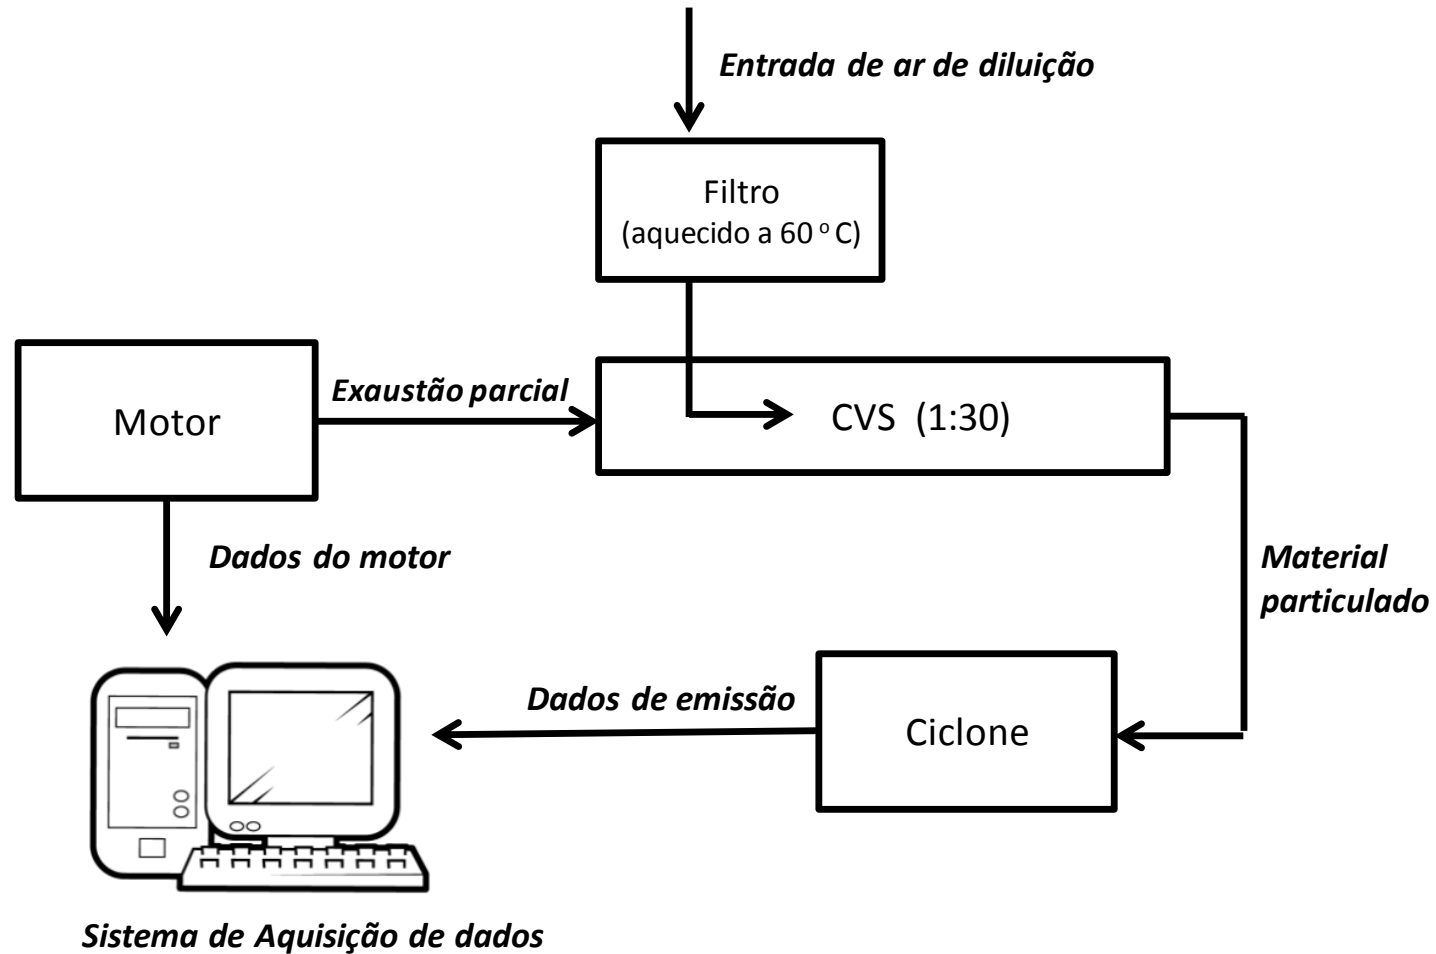 Entrada de ar de diluição
Filtro
(aquecido a 60 º C)
Motor
Exaustão parcial
CVS (1:30)
Dados do motor
Material
particulado
Dados de emissão
Ciclone
Sistema de Aquisição de dados